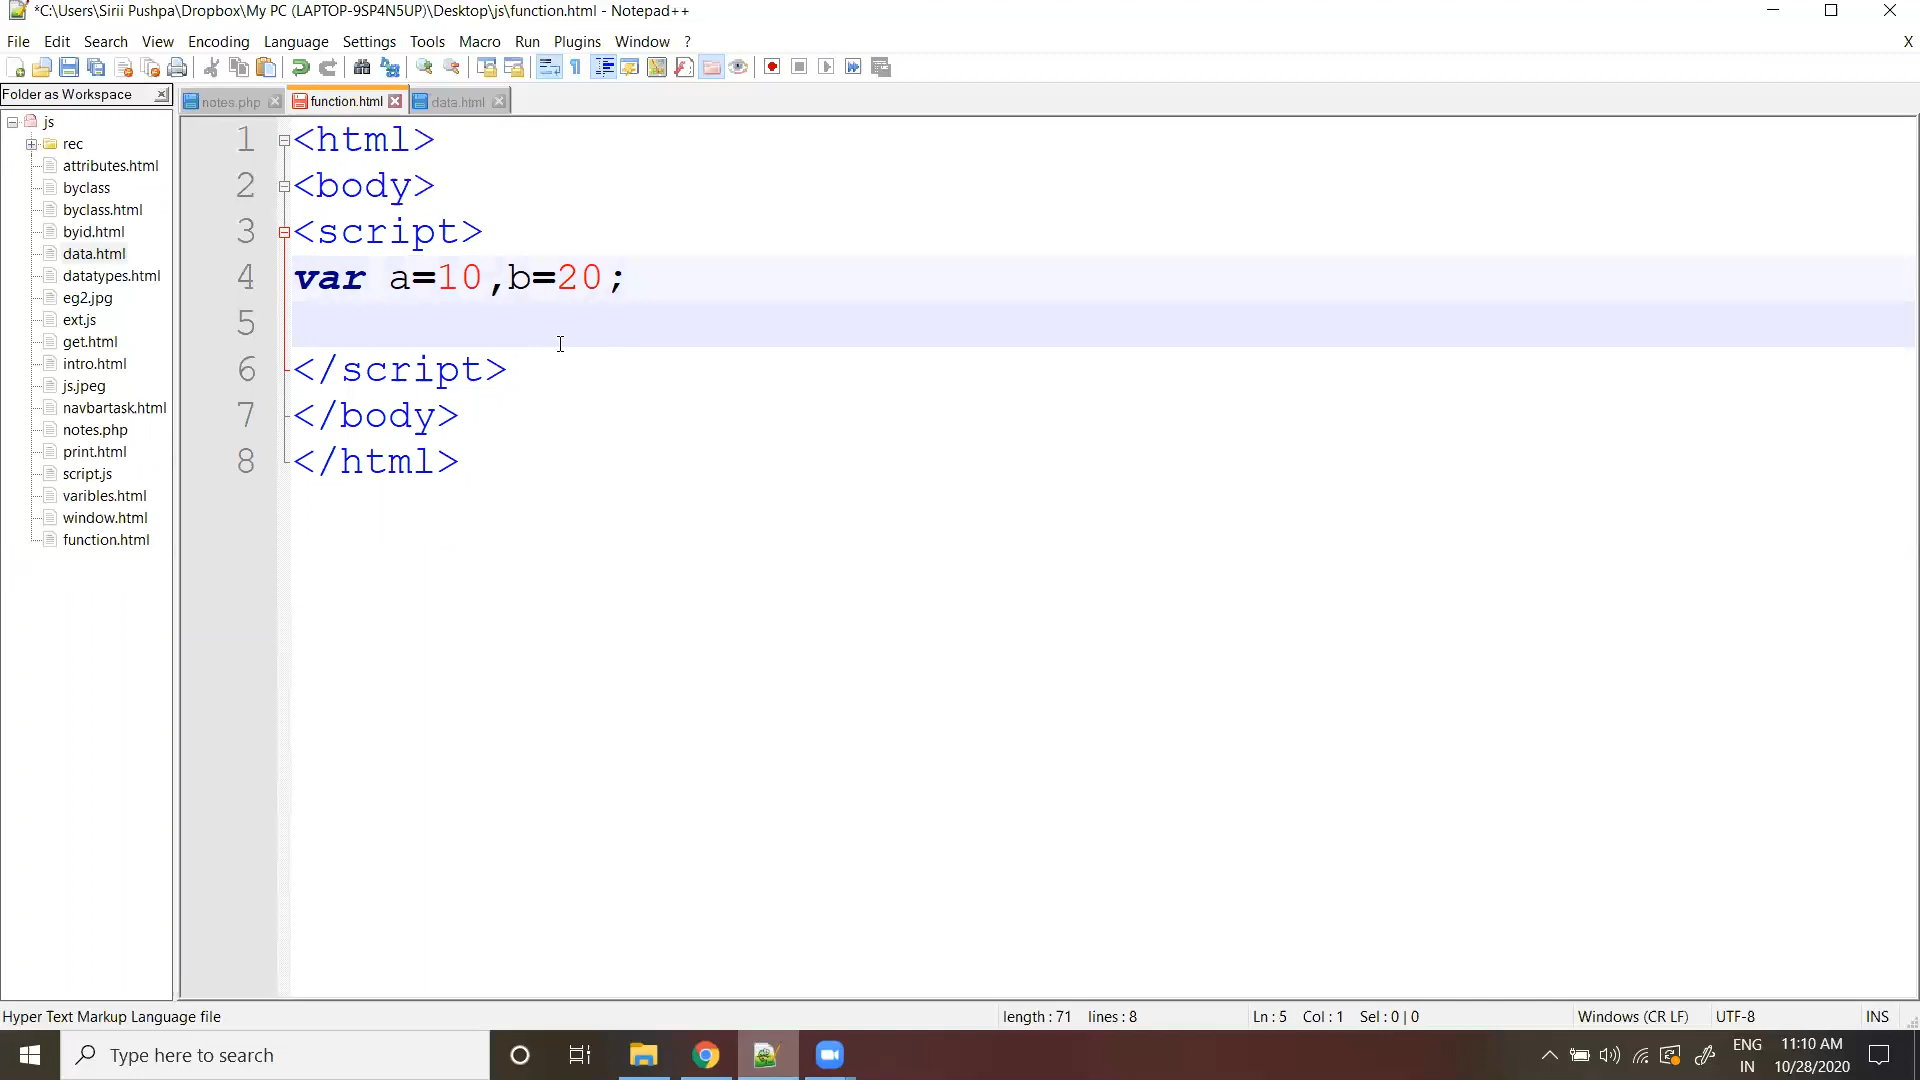 *C:\Users\Sirii Pushpa\Dropbox\My PC (LAPTOP-9SP4N5UP)\Desktop\js\function.html - Notepad++
File Edit Search View Encoding Language Settings Tools Macro Run Plugins Window ? X
Folder as Workspace
notes.php function.html data.html
js
rec
attributes.html
byclass
byclass.html
byid.html
data.html
datatypes.html
eg2.jpg
ext.js
get.html
intro.html
js.jpeg
navbartask.html
notes.php
print.html
script.js
varibles.html
window.html
function.html
1 <html>
2 <body>
3 <script>
4 var a=10,b=20;
5
6 </script>
7 </body>
8 </html>
Hyper Text Markup Language file length : 71 lines : 8 Ln : 5 Col : 1 Sel : 0 | 0 Windows (CR LF) UTF-8 INS
Type here to search
ENG
IN
11:10 AM
10/28/2020